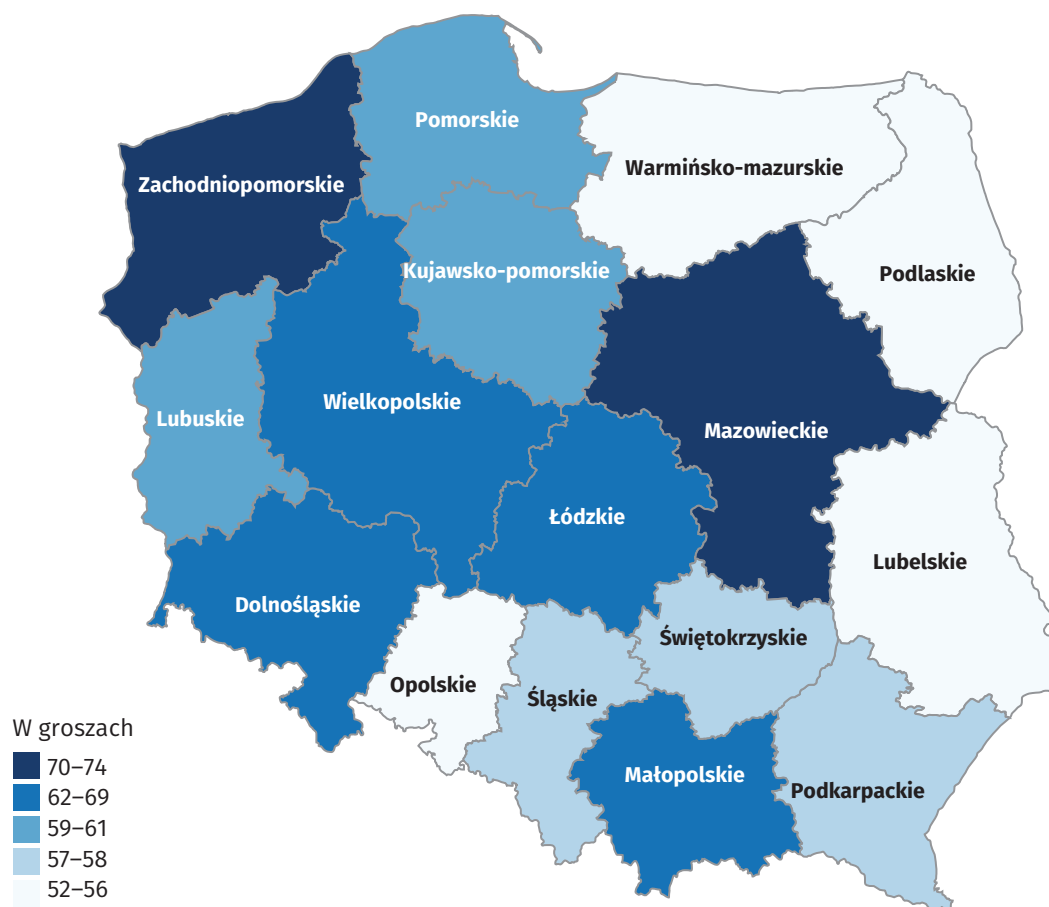 Pomorskie
Warmińsko-mazurskie
Zachodniopomorskie
Kujawsko-pomorskie
Podlaskie
Wielkopolskie
Lubuskie
Mazowieckie
Łódzkie
Lubelskie
Dolnośląskie
Świętokrzyskie
Opolskie
Śląskie
Małopolskie
Podkarpackie
W groszach
70–74
62–69
59–61
57–58
52–56